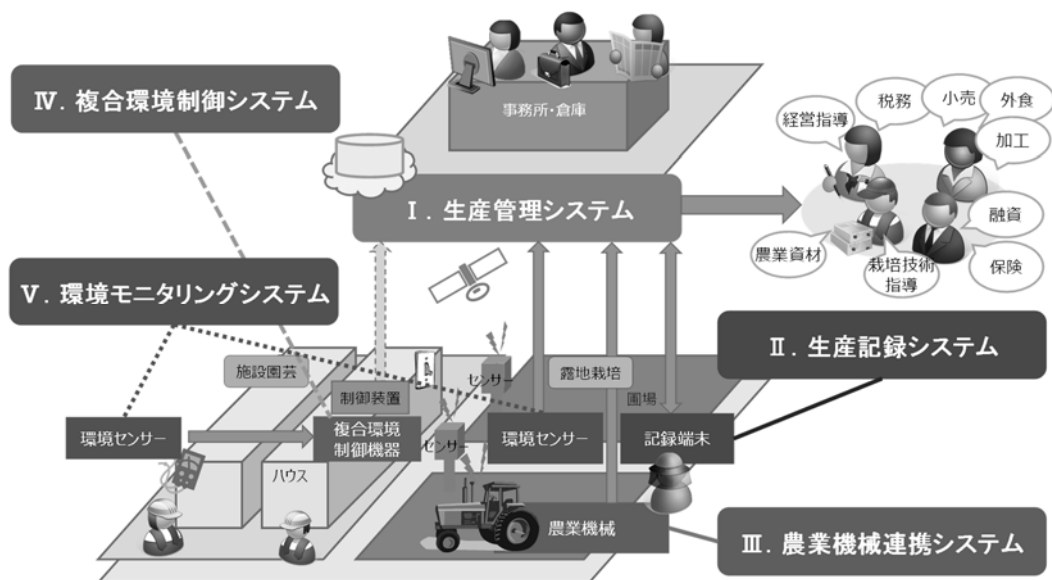 事務所・倉庫
Ⅳ．複合環境制御システム
経営指導
税務
小売
外食
加工
Ⅰ．生産管理システム
融資
農業資材
栽培技術
指導
保険
Ⅴ．環境モニタリングシステム
Ⅱ．生産記録システム
施設園芸
センサー
露地栽培
制御装置
圃場
環境センサー
複合環境
制御機器
センサー
環境センサー
記録端末
ハウス
農業機械
Ⅲ．農業機械連携システム